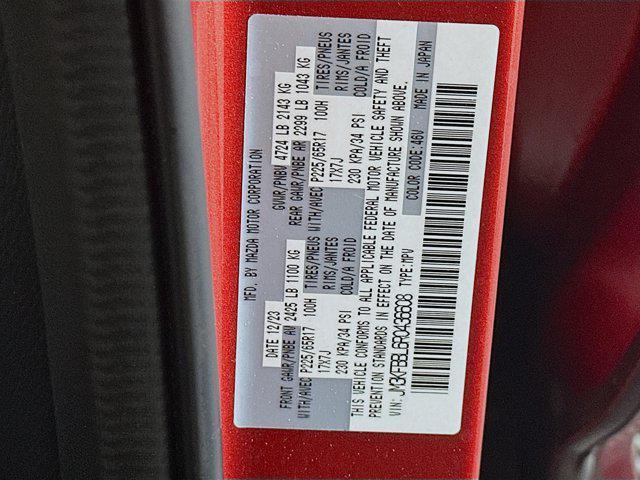 MFD. BY MAZDA MOTOR CORPORATION
DATE 12/23 GVWR/PNBV 4724 LB 2143 KG
FRONT GAWR/PNBE AV 2425 LB 1100 KG REAR GAWR/PNBE AR 2299 LB 1043 KG
WITH/AVEC P225/65R17 100H TIRES/PNEUS WITH/AVEC P225/65R17 100H TIRES/PNEUS
17X7J RIMS/JANTES 17X7J RIMS/JANTES
230 KPA/34 PSI COLD/A FROID 230 KPA/34 PSI COLD/A FROID
THIS VEHICLE CONFORMS TO ALL APPLICABLE FEDERAL MOTOR VEHICLE SAFETY AND THEFT
PREVENTION STANDARDS IN EFFECT ON THE DATE OF MANUFACTURE SHOWN ABOVE.
VIN: JM3KFBBL6R0436608 TYPE:MPV COLOR CODE:46V MADE IN JAPAN